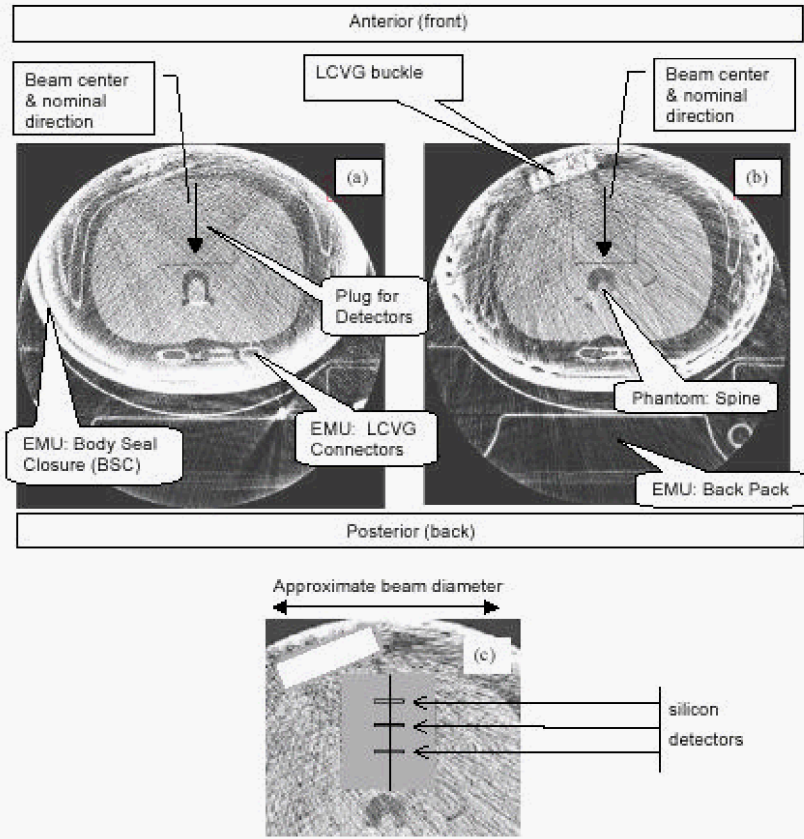 Anterior (front)
Beam center
& nominal
direction
LCVG buckle
Beam center
& nominal
direction
(a)
(b)
Plug for
Detectors
Phantom: Spine
EMU: Body Seal
Closure (BSC)
EMU: LCVG
Connectors
EMU: Back Pack
Posterior (back)
Approximate beam diameter
(c)
silicon
detectors